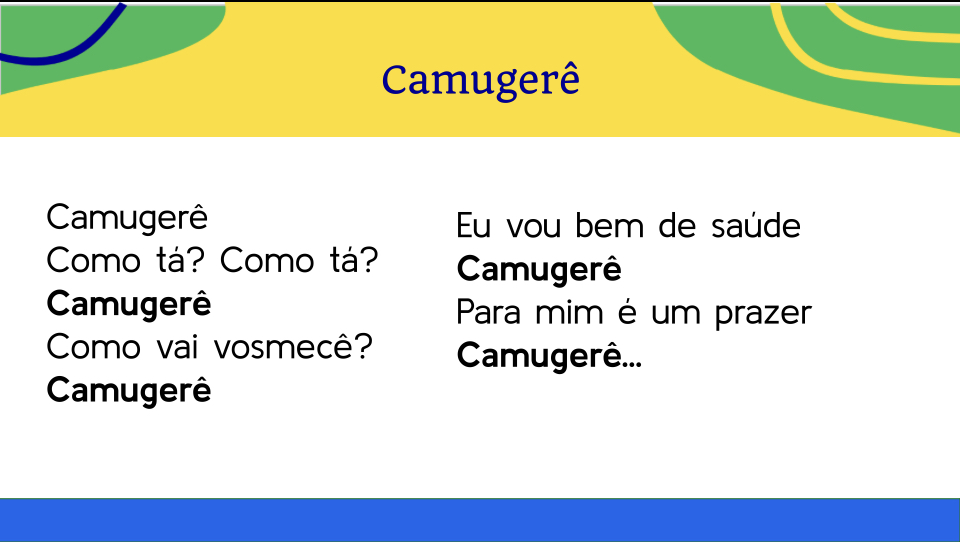 Camugerê
Camugerê
Como tá? Como tá?
Camugerê
Como vai vosmecê?
Camugerê
Eu vou bem de saúde
Camugerê
Para mim é um prazer
Camugerê...